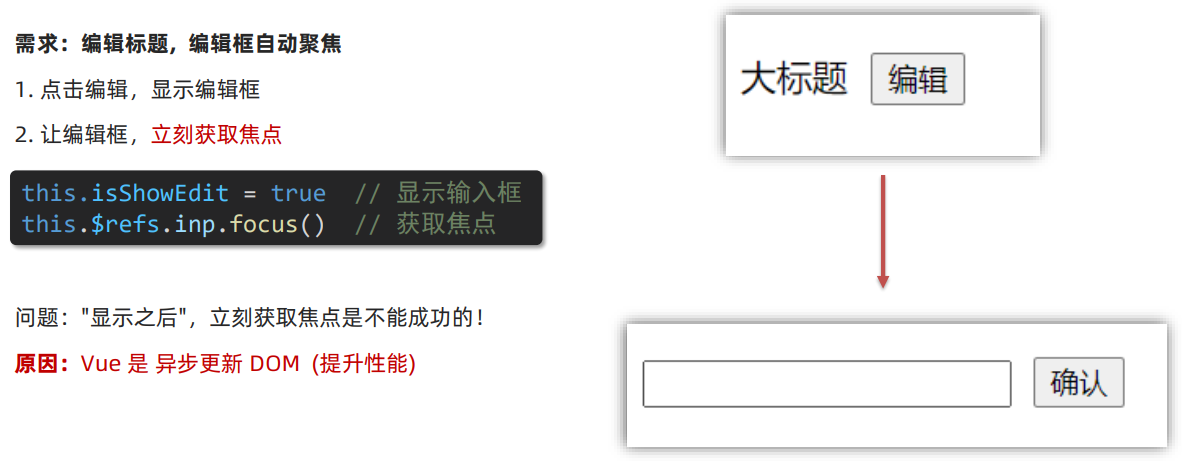 需求：编辑标题，编辑框自动聚焦
1. 点击编辑，显示编辑框
2. 让编辑框，立刻获取焦点
this.isShowEdit = true  // 显示输入框
this.$refs.inp.focus()  // 获取焦点
问题："显示之后"，立刻获取焦点是不能成功的！
原因：Vue 是 异步更新 DOM (提升性能)
大标题 编辑
确认